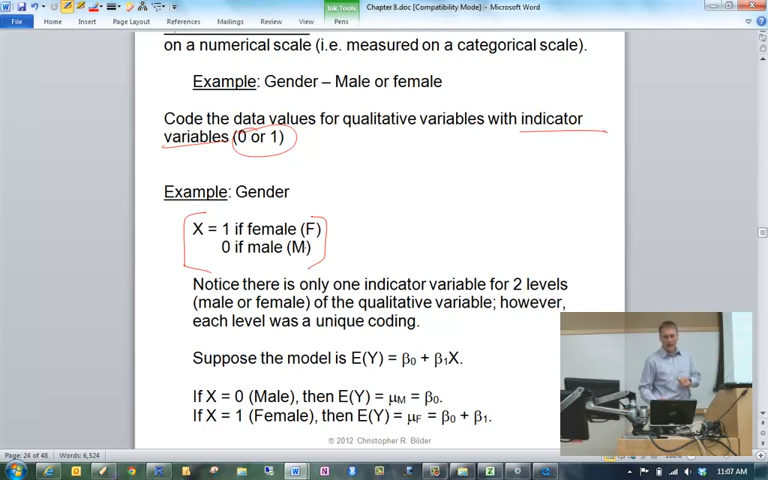 Ink Tools
Chapter 8.doc [Compatibility Mode] - Microsoft Word
File Home Insert Page Layout References Mailings Review View Pens
on a numerical scale (i.e. measured on a categorical scale).
Example: Gender – Male or female
Code the data values for qualitative variables with indicator
variables (0 or 1)
Example: Gender
X = 1 if female (F)
0 if male (M)
Notice there is only one indicator variable for 2 levels
(male or female) of the qualitative variable; however,
each level was a unique coding.
Suppose the model is E(Y) = β₀ + β₁X.
If X = 0 (Male), then E(Y) = μM = β₀.
If X = 1 (Female), then E(Y) = μF = β₀ + β₁.
© 2012 Christopher R. Bilder
Page: 24 of 48 Words: 6,524
11:07 AM